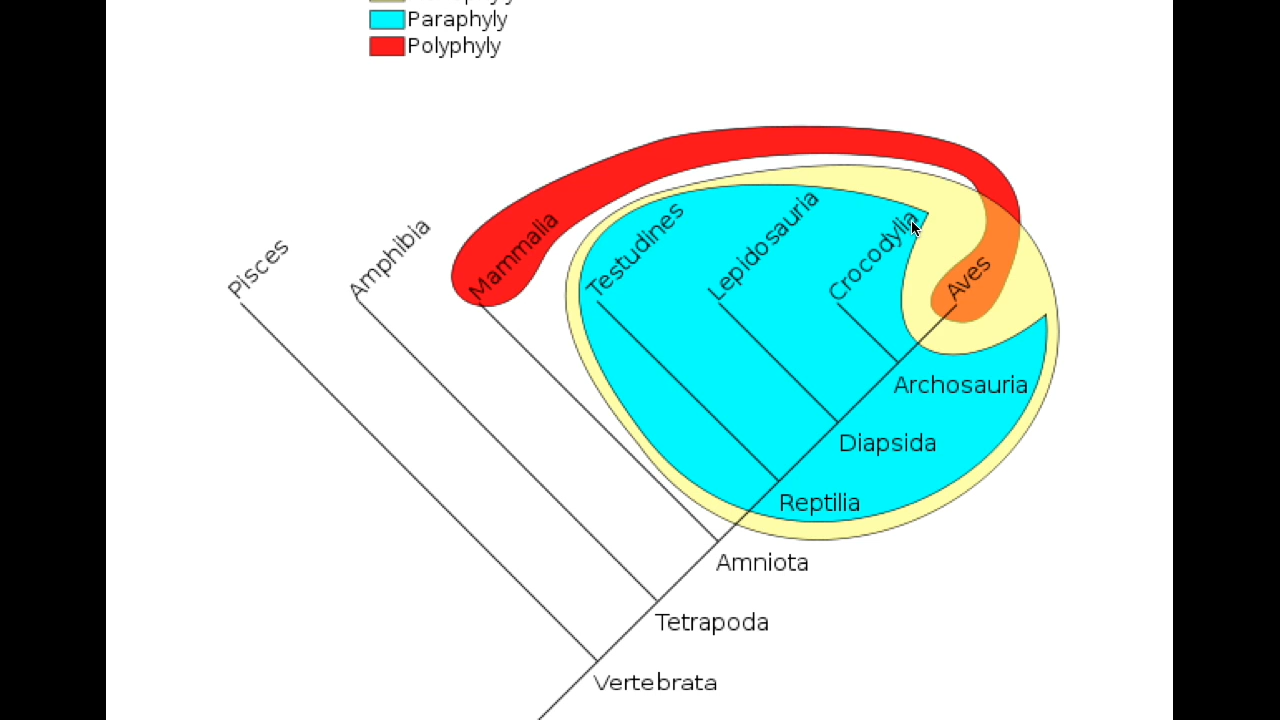 Paraphyly
Polyphyly
Pisces
Amphibia
Mammalia
Testudines
Lepidosauria
Crocodylia
Aves
Archosauria
Diapsida
Reptilia
Amniota
Tetrapoda
Vertebrata